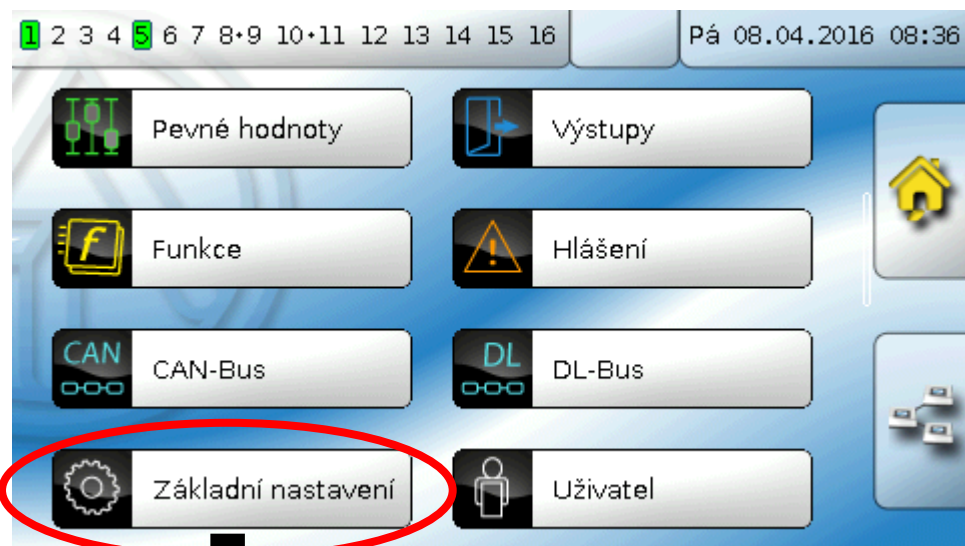 1 2 3 4 5 6 7 8•9 10•11 12 13 14 15 16 Pá 08.04.2016 08:36
Pevné hodnoty Výstupy
f Funkce Hlášení
CAN CAN-Bus DL DL-Bus
Základní nastavení Uživatel